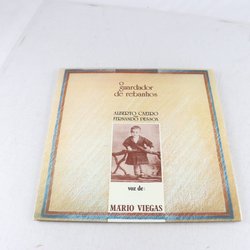 O
guardador
de rebanhos
ALBERTO CAEIRO
FERNANDO PESSOA
voz de:
MARIO VIEGAS